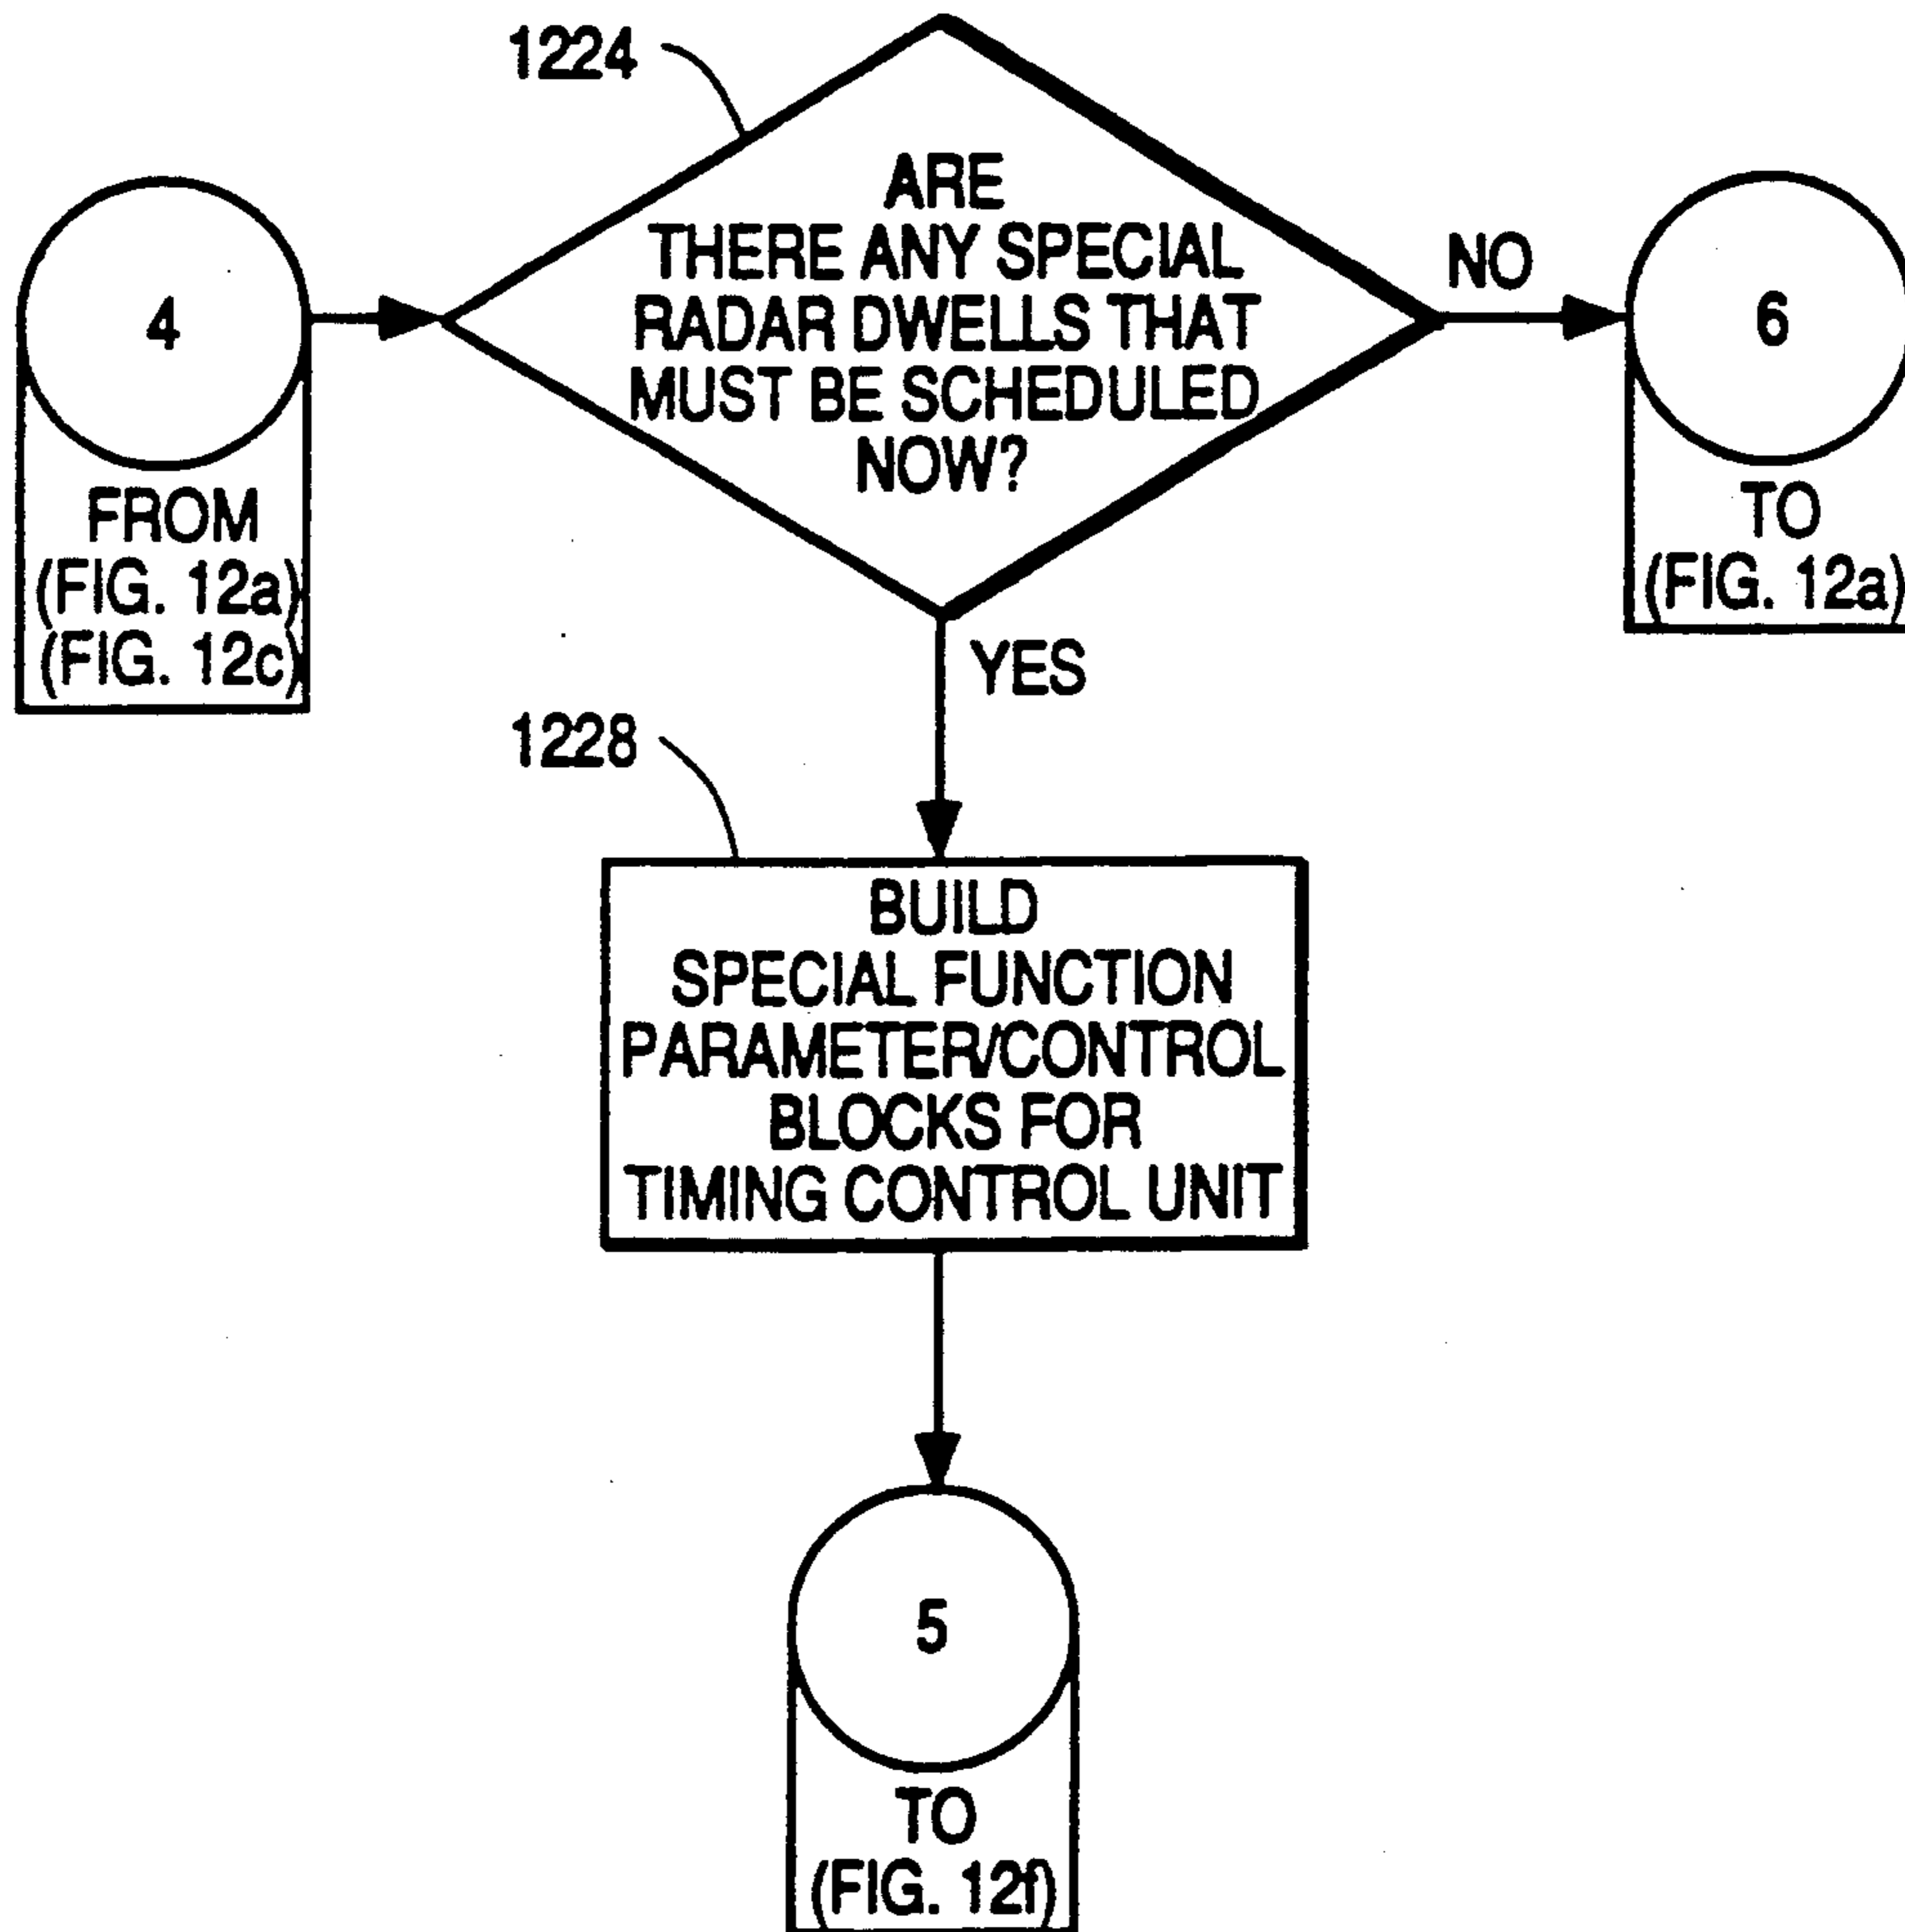 1224
ARE
THERE ANY SPECIAL
RADAR DWELLS THAT
MUST BE SCHEDULED
NOW?
4
FROM
(FIG. 12a)
(FIG. 12c)
NO
6
TO
(FIG. 12a)
YES
1228
BUILD
SPECIAL FUNCTION
PARAMETER/CONTROL
BLOCKS FOR
TIMING CONTROL UNIT
5
TO
(FIG. 12f)